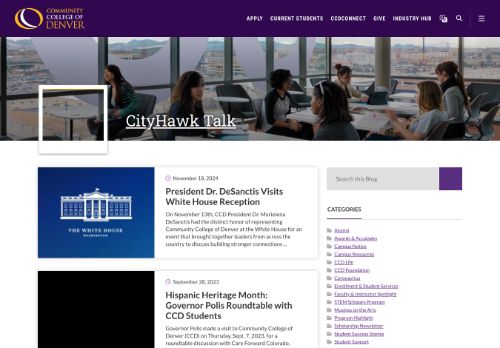 COMMUNITY
COLLEGE OF
DENVER
APPLY CURRENT STUDENTS CCDCONNECT GIVE INDUSTRY HUB
CityHawk Talk
THE WHITE HOUSE
WASHINGTON
November 18, 2024
President Dr. DeSanctis Visits
White House Reception
On November 13th, CCD President Dr. Marielena
DeSanctis had the distinct honor of representing
Community College of Denver at the White House for an
event that brought together leaders from across the
country to discuss building stronger connections ...
September 28, 2023
Hispanic Heritage Month:
Governor Polis Roundtable with
CCD Students
Governor Polis made a visit to Community College of
Denver (CCD) on Thursday, Sept. 7, 2023, for a
roundtable discussion with Care Forward Colorado,
Search this Blog
CATEGORIES
Alumni
Awards & Accolades
Campus Notice
Campus Resources
CCD Life
CCD Foundation
Coronavirus
Enrollment & Student Services
Faculty & Instructor Spotlight
STEM Scholars Program
Musings on the Arts
Program Highlight
Scholarship Newsletter
Student Success Stories
Student Support